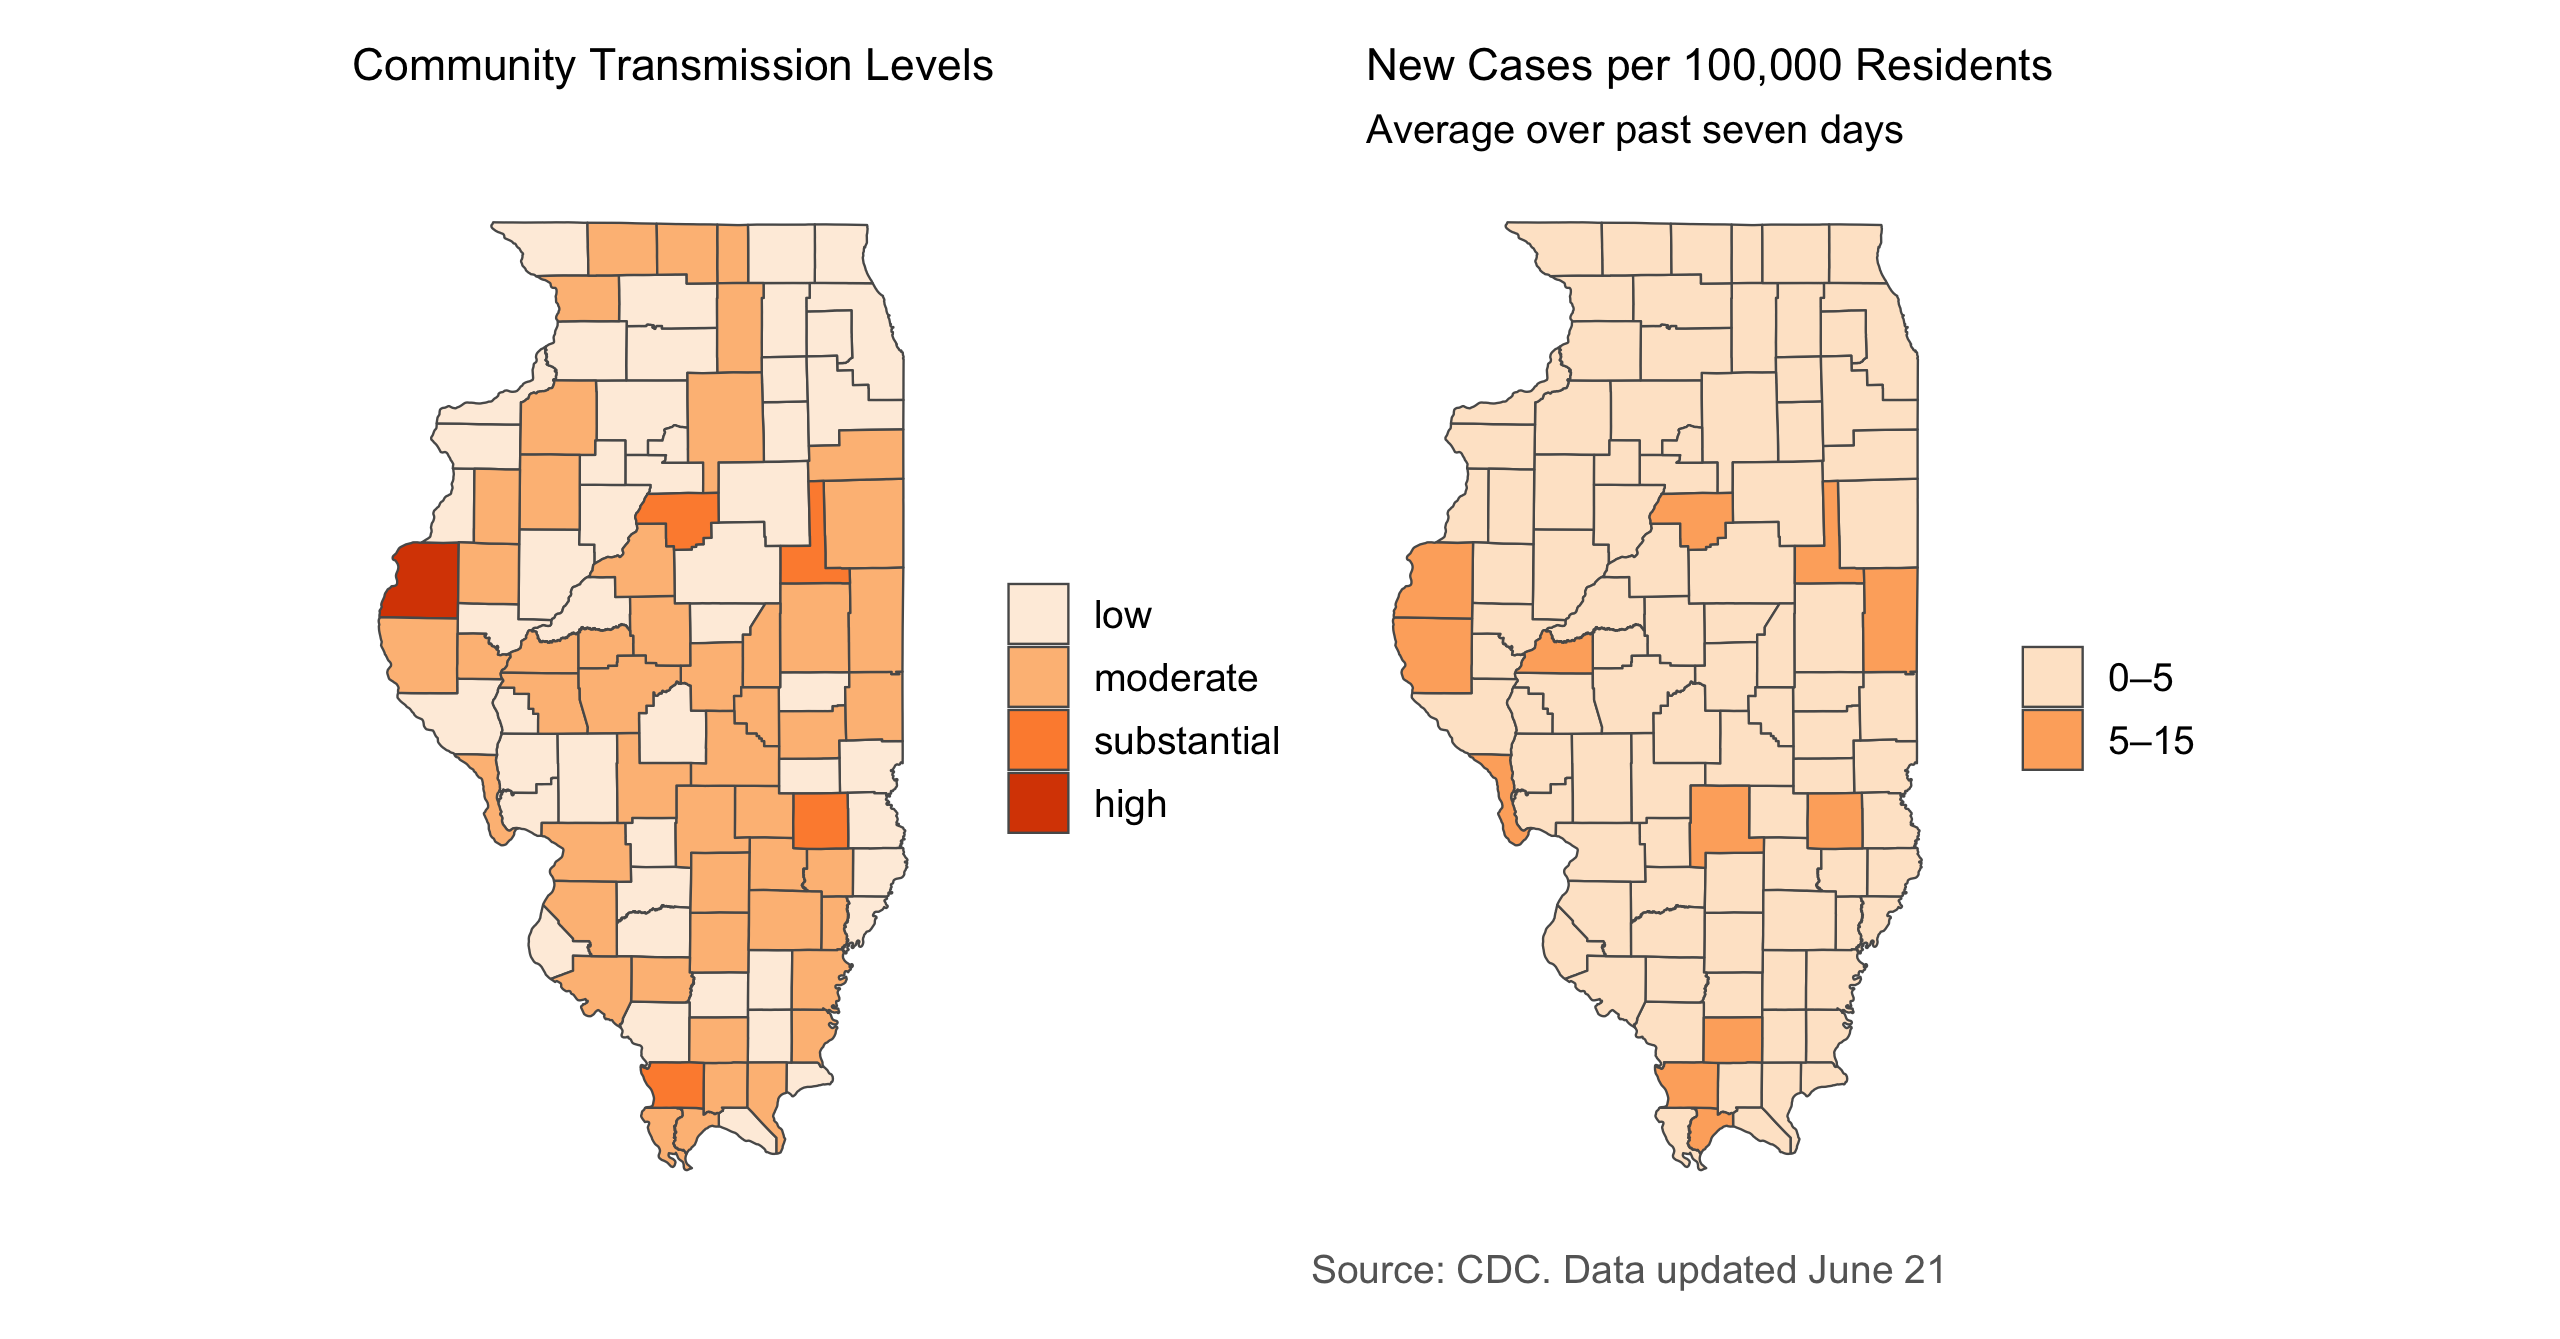 Community Transmission Levels
low
moderate
substantial
high
New Cases per 100,000 Residents
Average over past seven days
0–5
5–15
Source: CDC. Data updated June 21